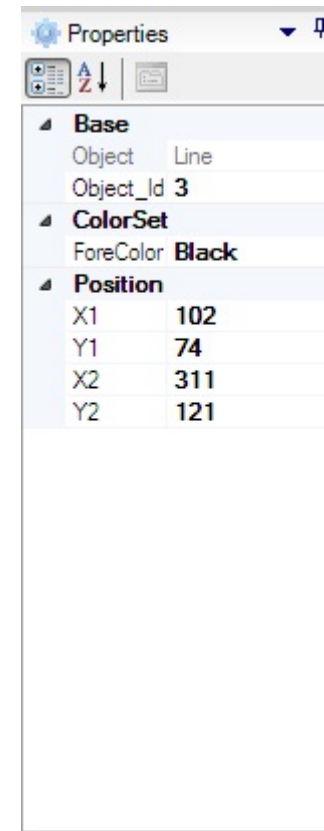 Properties
A
Z
Base
Object Line
Object_Id 3
ColorSet
ForeColor Black
Position
X1 102
Y1 74
X2 311
Y2 121